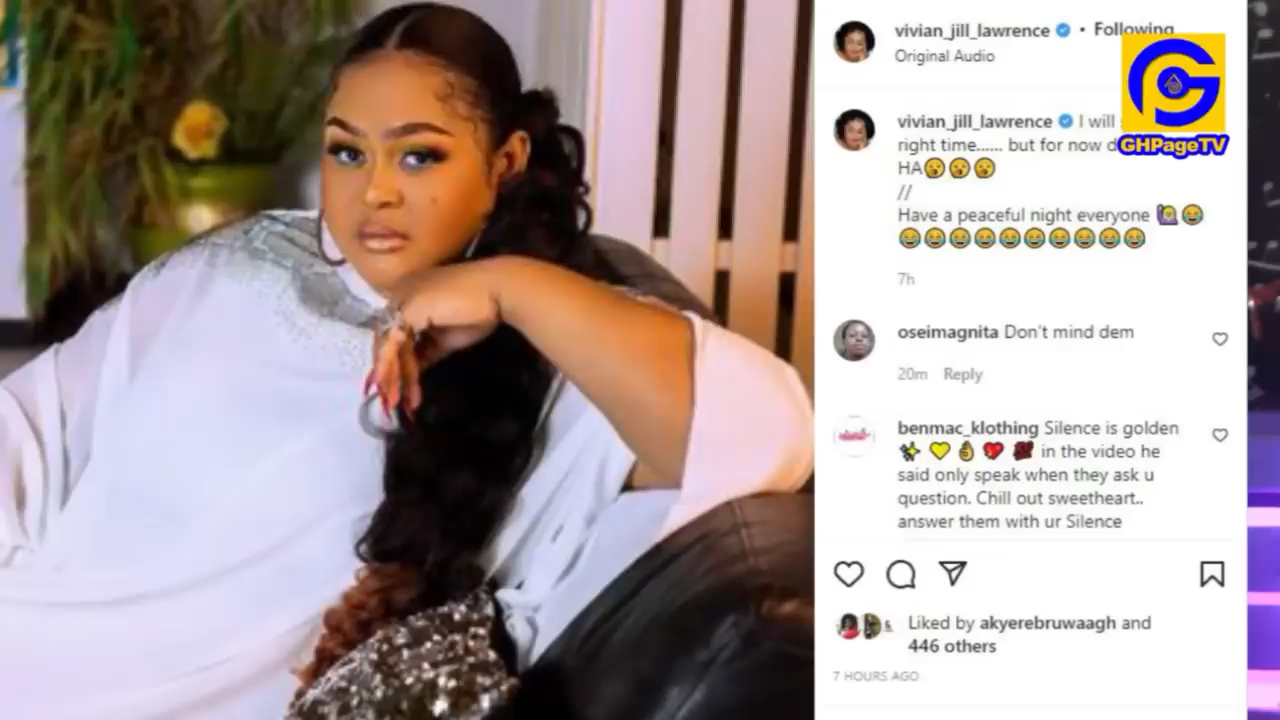 vivian_jill_lawrence • Following
Original Audio
GHPageTV
vivian_jill_lawrence I will
right time...... but for now
HA😮😮😮
//
Have a peaceful night everyone 🙋🏼‍♀️😂
😂😂😂😂😂😂😂😂😂😂
7h
oseimagnita Don't mind dem
20m Reply
benmac_klothing Silence is golden
✨💛👌💖💯 in the video he
said only speak when they ask u
question. Chill out sweetheart..
answer them with ur Silence
Liked by akyerebruwaagh and
446 others
7 HOURS AGO